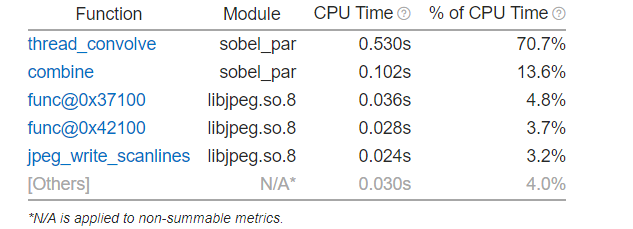 Function Module CPU Time ? % of CPU Time ?
thread_convolve sobel_par 0.530s 70.7%
combine sobel_par 0.102s 13.6%
func@0x37100 libjpeg.so.8 0.036s 4.8%
func@0x42100 libjpeg.so.8 0.028s 3.7%
jpeg_write_scanlines libjpeg.so.8 0.024s 3.2%
[Others] N/A* 0.030s 4.0%
*N/A is applied to non-summable metrics.